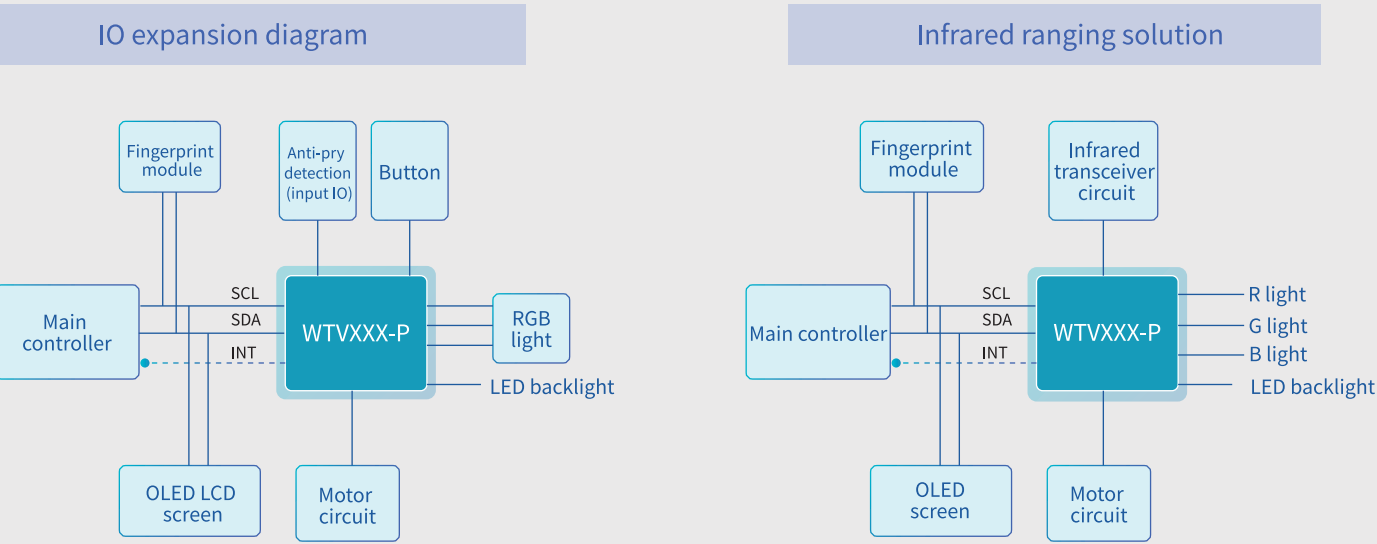 IO expansion diagram
Fingerprint
module
Anti-pry
detection
(input IO)
Button
Main
controller
SCL
SDA
INT
WTVXXX-P
RGB
light
LED backlight
OLED LCD
screen
Motor
circuit
Infrared ranging solution
Fingerprint
module
Infrared
transceiver
circuit
Main controller
SCL
SDA
INT
WTVXXX-P
R light
G light
B light
LED backlight
OLED
screen
Motor
circuit